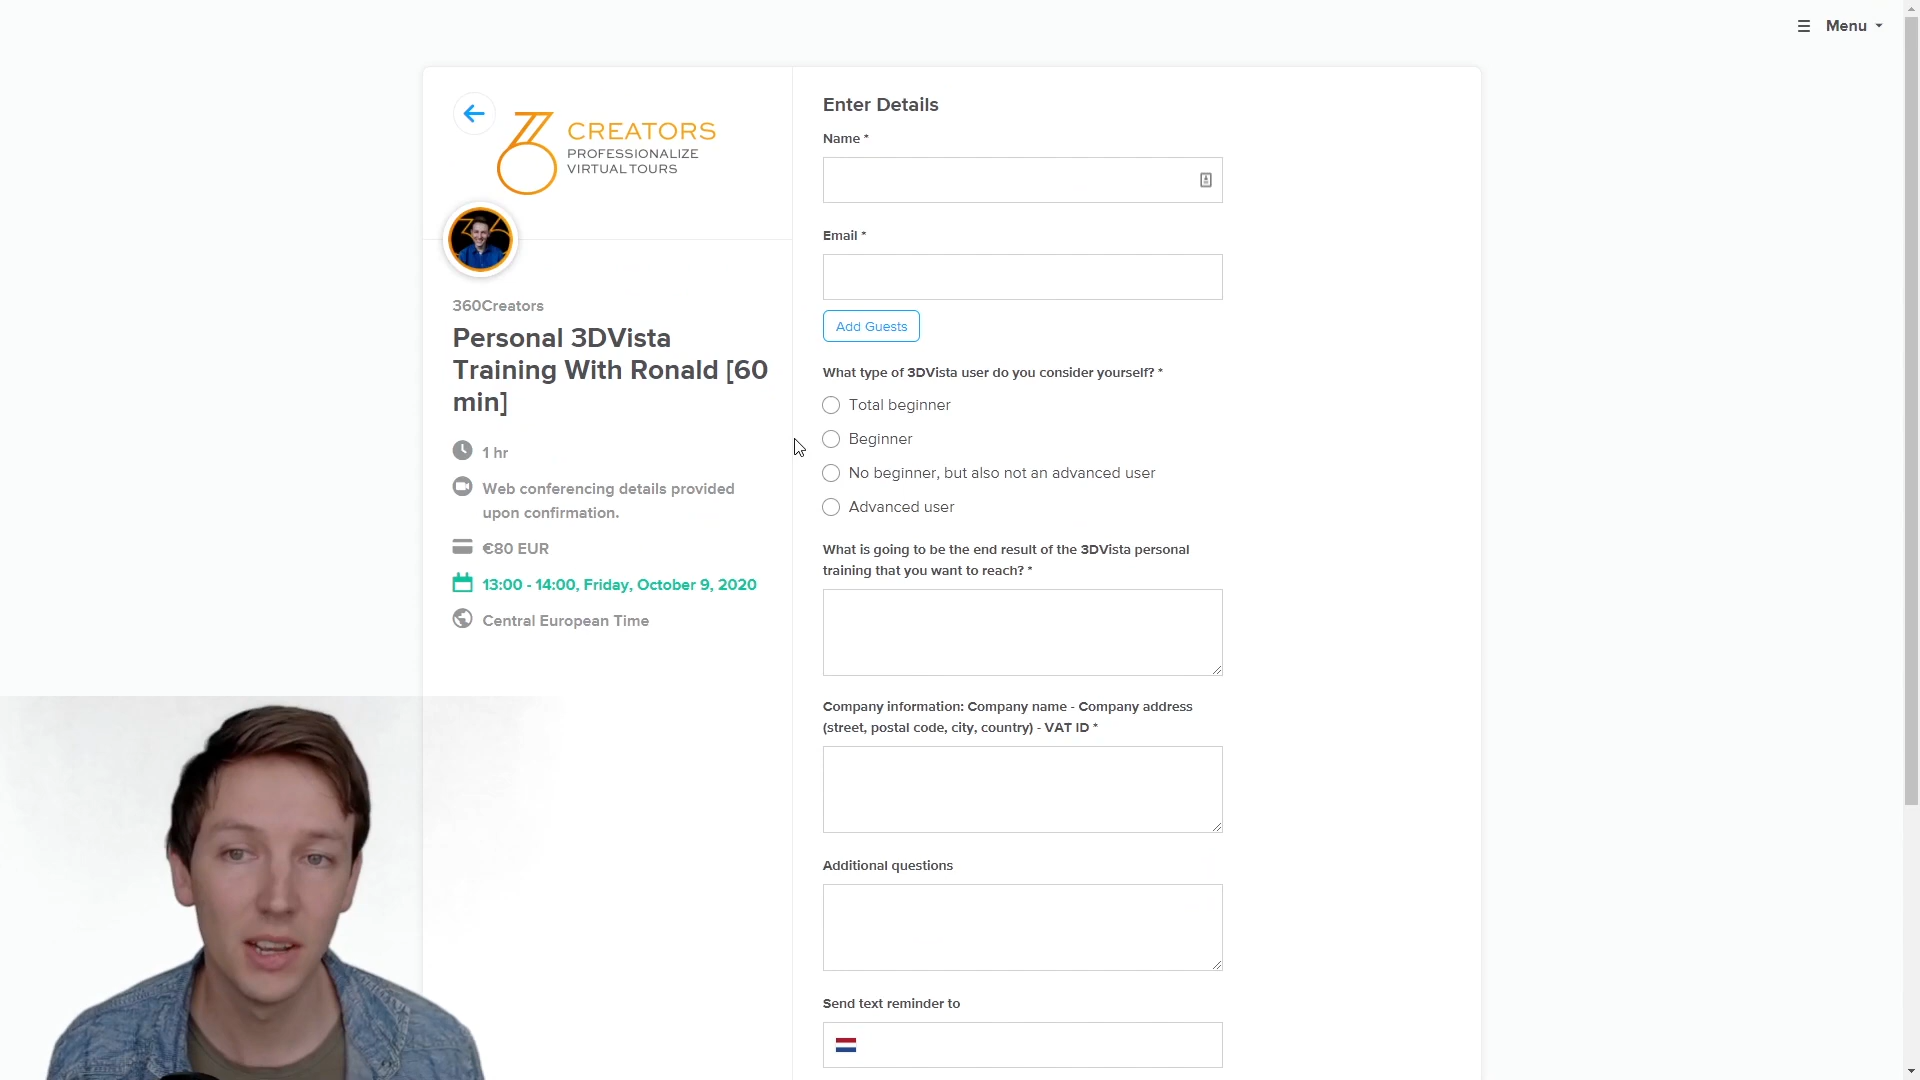 Menu
CREATORS
PROFESSIONALIZE
VIRTUAL TOURS
360Creators
Personal 3DVista
Training With Ronald [60
min]
1 hr
Web conferencing details provided
upon confirmation.
€80 EUR
13:00 - 14:00, Friday, October 9, 2020
Central European Time
Enter Details
Name *
Email *
Add Guests
What type of 3DVista user do you consider yourself? *
Total beginner
Beginner
No beginner, but also not an advanced user
Advanced user
What is going to be the end result of the 3DVista personal
training that you want to reach? *
Company information: Company name - Company address
(street, postal code, city, country) - VAT ID *
Additional questions
Send text reminder to